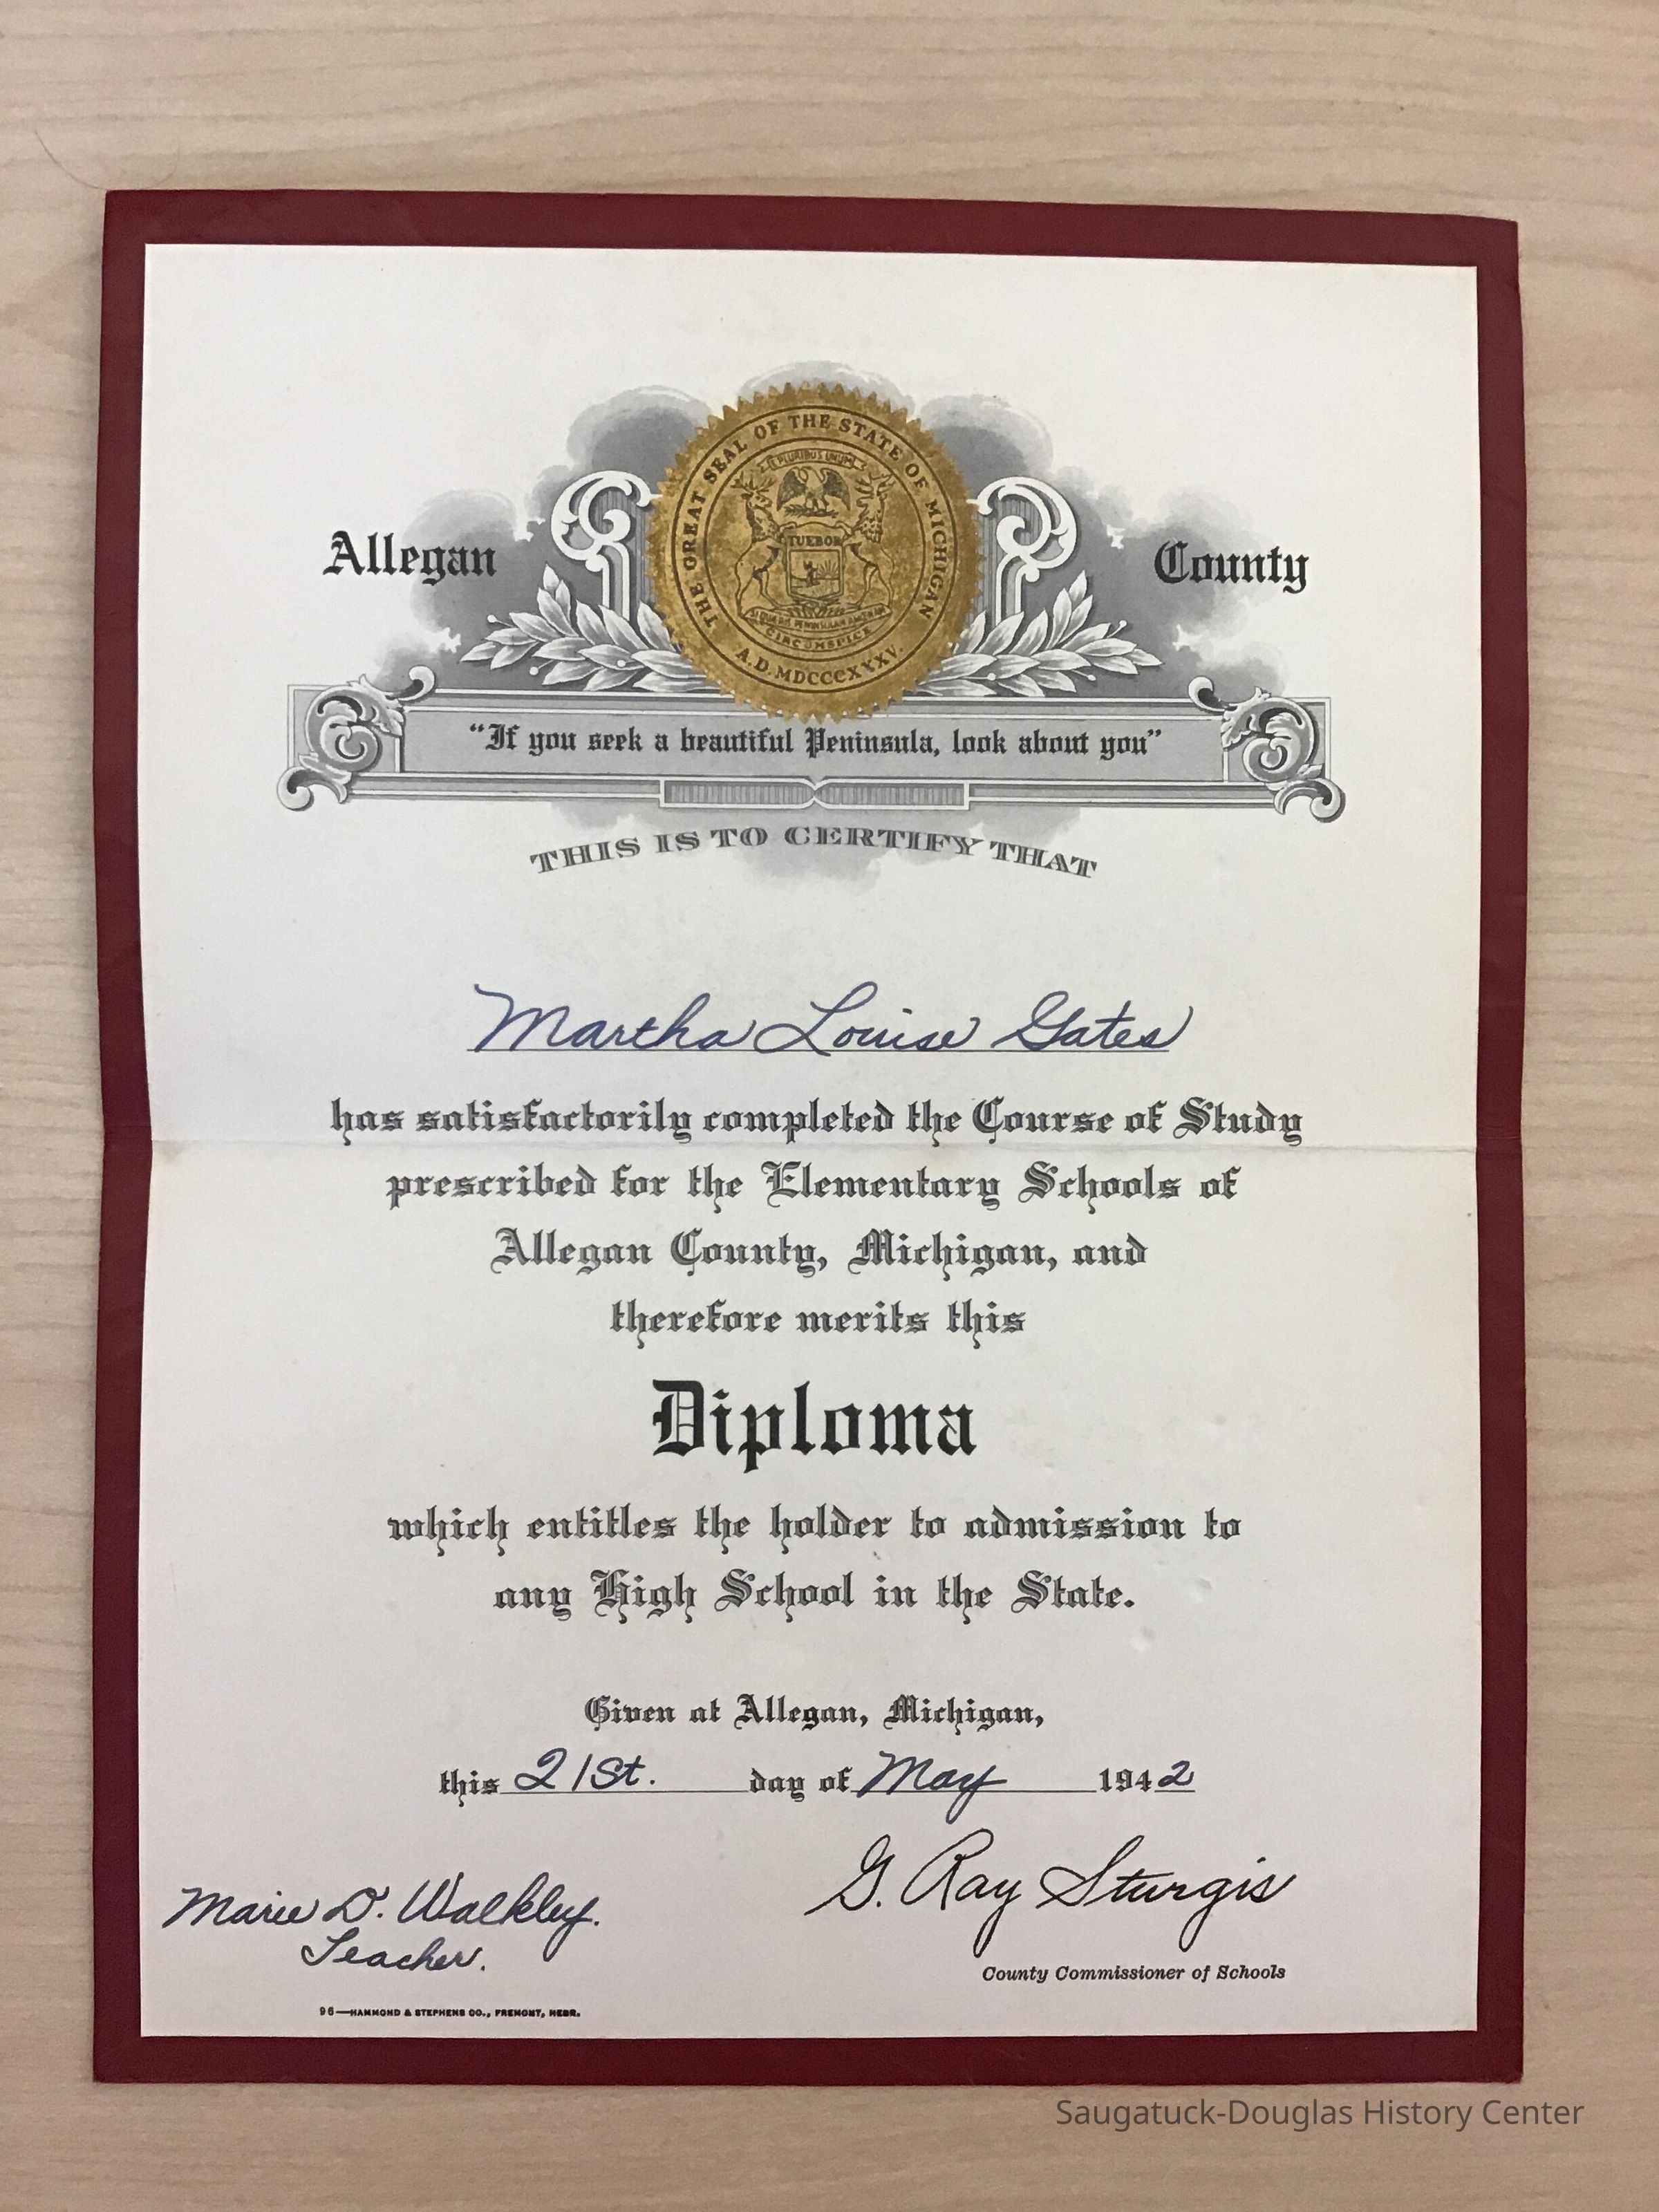 THE GREAT SEAL OF THE STATE OF MICHIGAN
E PLURIBUS UNUM
TUEBOR
SI QUAERIS PENINSULAM AMOENAM
CIRCUMSPICE
A.D. MDCCCXXXV.
Allegan County
“If you seek a beautiful Peninsula, look about you”
THIS IS TO CERTIFY THAT
Martha Louise Gates
has satisfactorily completed the Course of Study
prescribed for the Elementary Schools of
Allegan County, Michigan, and
therefore merits this
Diploma
which entitles the holder to admission to
any High School in the State.
Given at Allegan, Michigan,
this 21st. day of May 1942
Marie D. Walkley.
Teacher.
G. Ray Sturgis
County Commissioner of Schools
96—HAMMOND & STEPHENS CO., FREMONT, NEBR.
Saugatuck-Douglas History Center